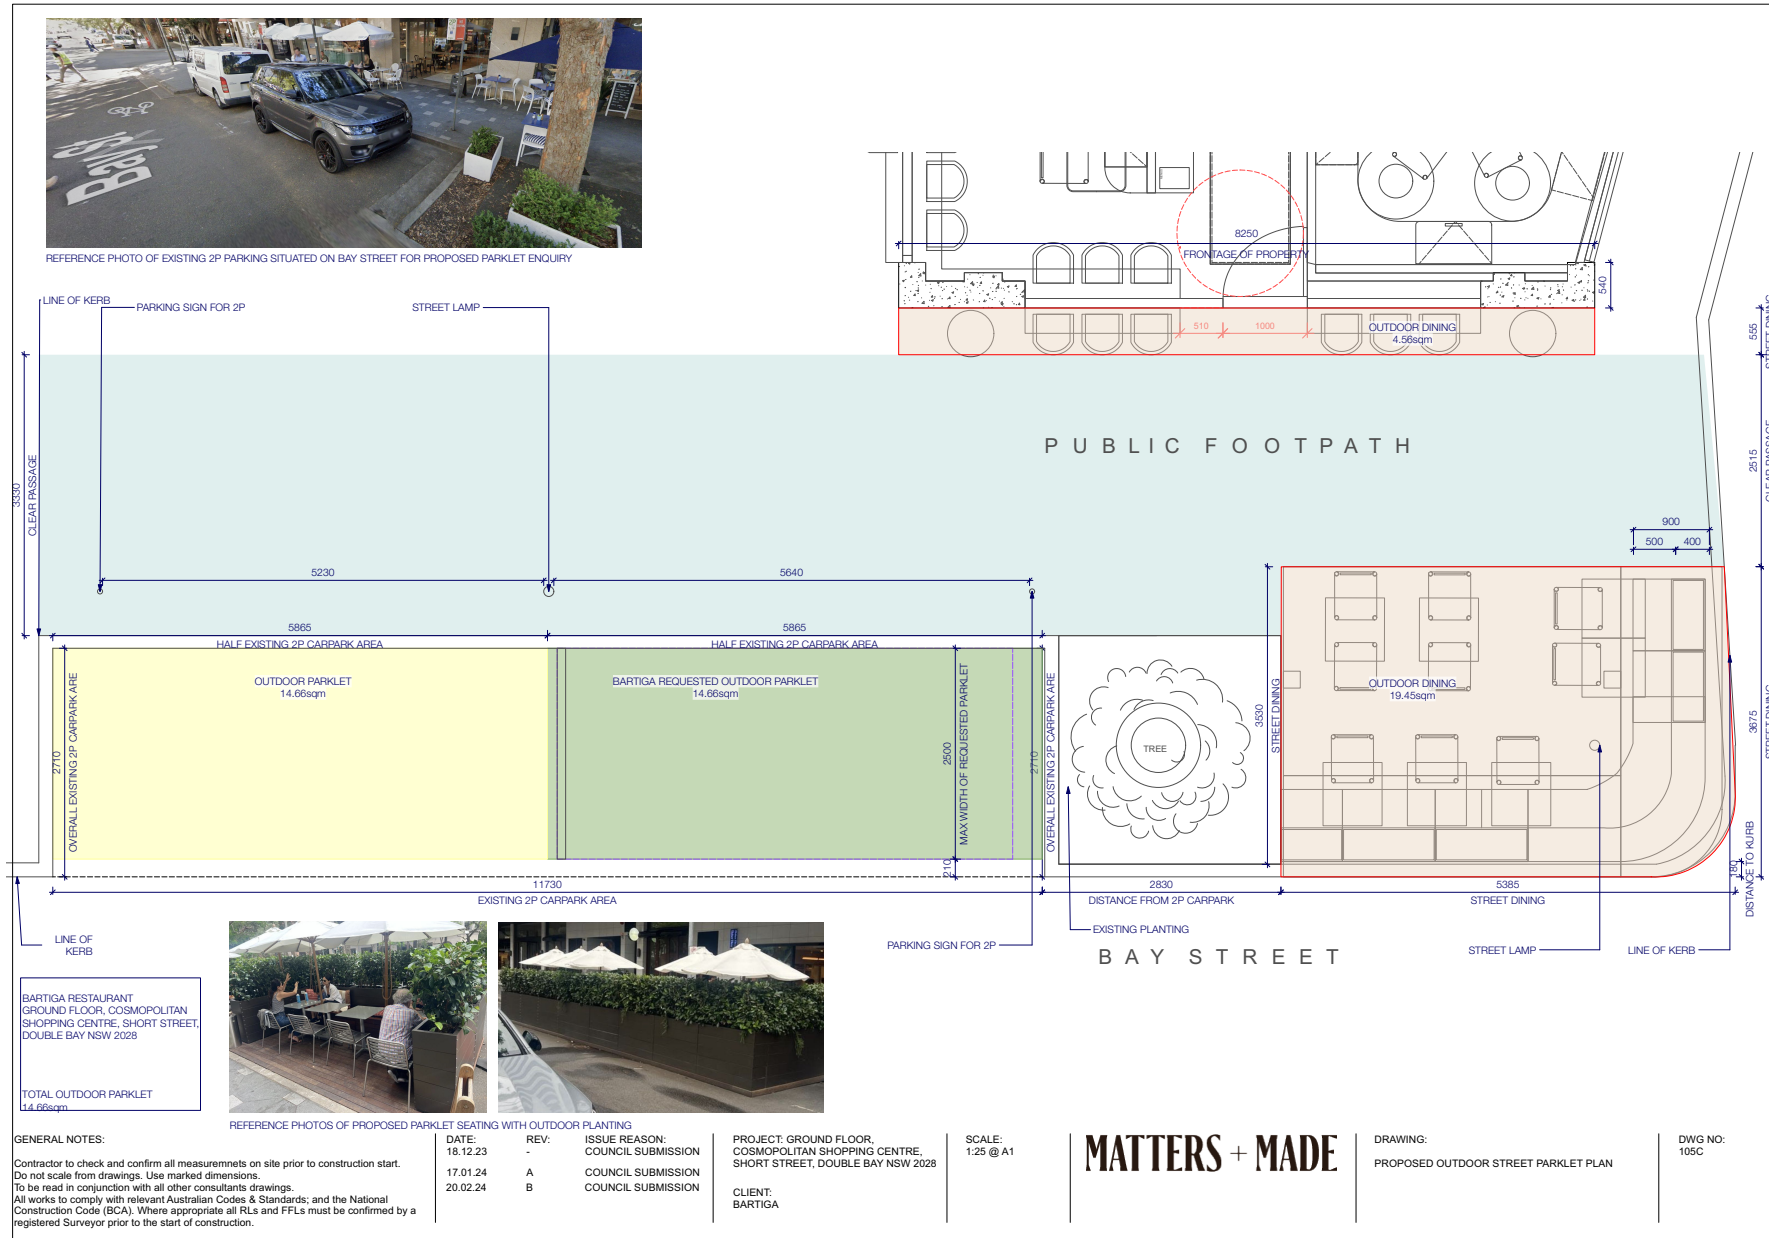 Bay St
REFERENCE PHOTO OF EXISTING 2P PARKING SITUATED ON BAY STREET FOR PROPOSED PARKLET ENQUIRY
8250
FRONTAGE OF PROPERTY
540
LINE OF KERB
PARKING SIGN FOR 2P
STREET LAMP
510
1000
OUTDOOR DINING
4.56sqm
555
STREET DINING
3330
CLEAR PASSAGE
PUBLIC FOOTPATH
2515
CLEAR PASSAGE
900
500
400
5230
5640
5865
5865
HALF EXISTING 2P CARPARK AREA
HALF EXISTING 2P CARPARK AREA
OUTDOOR PARKLET
14.66sqm
BARTIGA REQUESTED OUTDOOR PARKLET
14.66sqm
2710
OVERALL EXISTING 2P CARPARK ARE
2500
MAX WIDTH OF REQUESTED PARKLET
210
2710
OVERALL EXISTING 2P CARPARK ARE
TREE
3530
STREET DINING
OUTDOOR DINING
19.45sqm
3675
STREET DINING
180
DISTANCE TO KURB
11730
EXISTING 2P CARPARK AREA
2830
DISTANCE FROM 2P CARPARK
5385
STREET DINING
LINE OF
KERB
PARKING SIGN FOR 2P
EXISTING PLANTING
BAY STREET
STREET LAMP
LINE OF KERB
BARTIGA RESTAURANT
GROUND FLOOR, COSMOPOLITAN
SHOPPING CENTRE, SHORT STREET,
DOUBLE BAY NSW 2028
TOTAL OUTDOOR PARKLET
14.66sqm
REFERENCE PHOTOS OF PROPOSED PARKLET SEATING WITH OUTDOOR PLANTING
GENERAL NOTES:
Contractor to check and confirm all measuremnets on site prior to construction start.
Do not scale from drawings. Use marked dimensions.
To be read in conjunction with all other consultants drawings.
All works to comply with relevant Australian Codes & Standards; and the National
Construction Code (BCA). Where appropriate all RLs and FFLs must be confirmed by a
registered Surveyor prior to the start of construction.
DATE: REV: ISSUE REASON:
18.12.23 - COUNCIL SUBMISSION
17.01.24 A COUNCIL SUBMISSION
20.02.24 B COUNCIL SUBMISSION
PROJECT: GROUND FLOOR,
COSMOPOLITAN SHOPPING CENTRE,
SHORT STREET, DOUBLE BAY NSW 2028
CLIENT:
BARTIGA
SCALE:
1:25 @ A1
MATTERS + MADE
DRAWING:
PROPOSED OUTDOOR STREET PARKLET PLAN
DWG NO:
105C